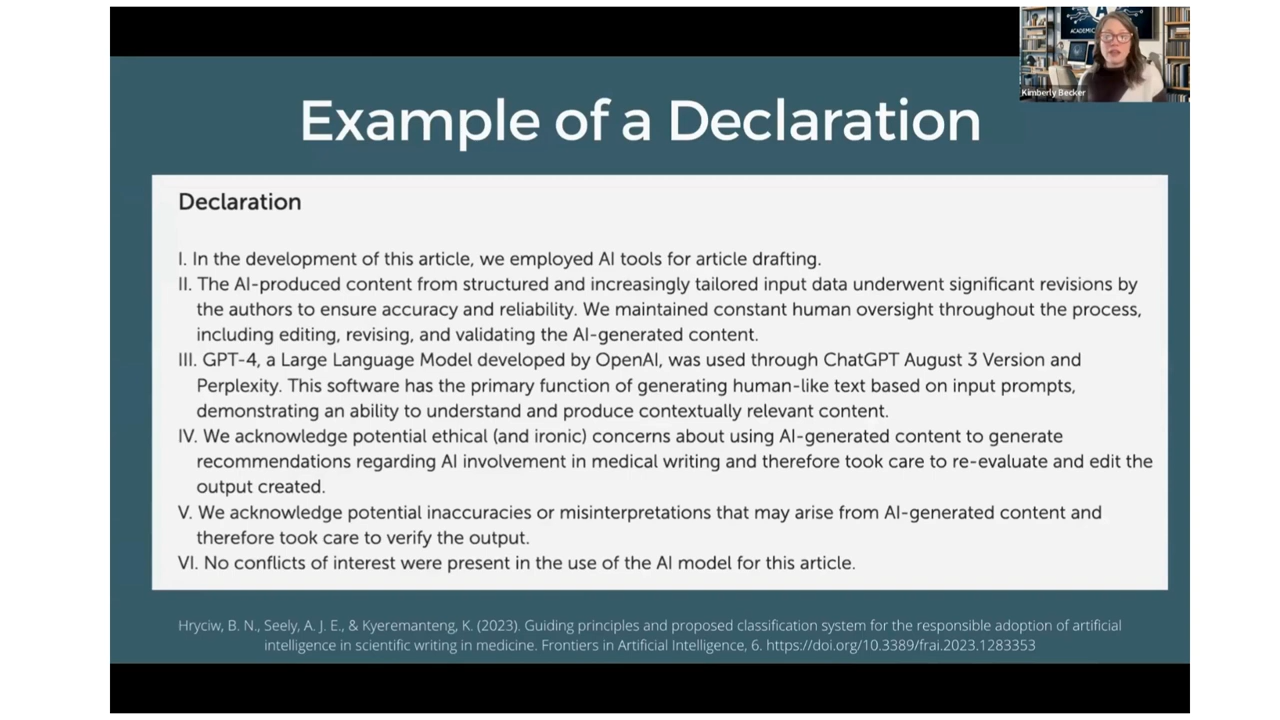 ACADEMIC
Kimberly Becker
Example of a Declaration
Declaration
I. In the development of this article, we employed AI tools for article drafting.
II. The AI-produced content from structured and increasingly tailored input data underwent significant revisions by
the authors to ensure accuracy and reliability. We maintained constant human oversight throughout the process,
including editing, revising, and validating the AI-generated content.
III. GPT-4, a Large Language Model developed by OpenAI, was used through ChatGPT August 3 Version and
Perplexity. This software has the primary function of generating human-like text based on input prompts,
demonstrating an ability to understand and produce contextually relevant content.
IV. We acknowledge potential ethical (and ironic) concerns about using AI-generated content to generate
recommendations regarding AI involvement in medical writing and therefore took care to re-evaluate and edit the
output created.
V. We acknowledge potential inaccuracies or misinterpretations that may arise from AI-generated content and
therefore took care to verify the output.
VI. No conflicts of interest were present in the use of the AI model for this article.
Hryciw, B. N., Seely, A. J. E., & Kyeremanteng, K. (2023). Guiding principles and proposed classification system for the responsible adoption of artificial
intelligence in scientific writing in medicine. Frontiers in Artificial Intelligence, 6. https://doi.org/10.3389/frai.2023.1283353